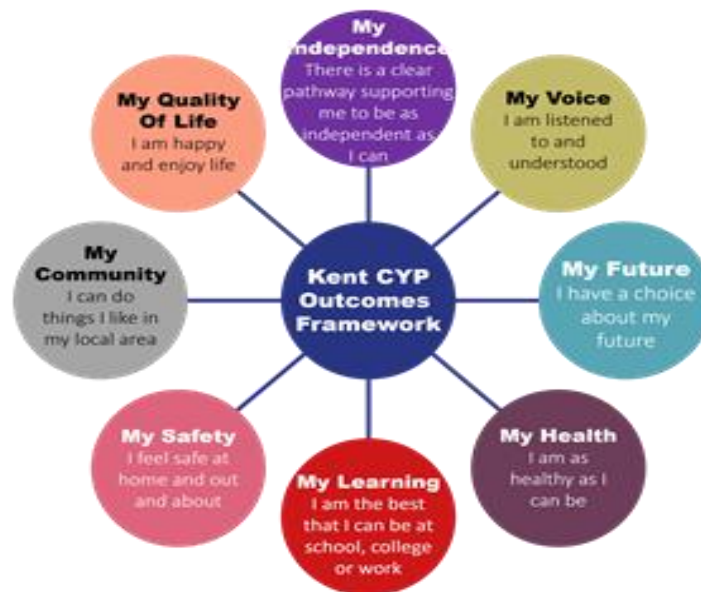 My
Independence
There is a clear
pathway supporting
me to be as
independent as
I can
My Voice
I am listened
to and
understood
My Future
I have a choice
about my
future
My Health
I am as
healthy as I
can be
My Learning
I am the best
that I can be at
school, college
or work
My Safety
I feel safe at
home and out
and about
My
Community
I can do
things I like in
my local area
My Quality
Of Life
I am happy
and enjoy life
Kent CYP
Outcomes
Framework